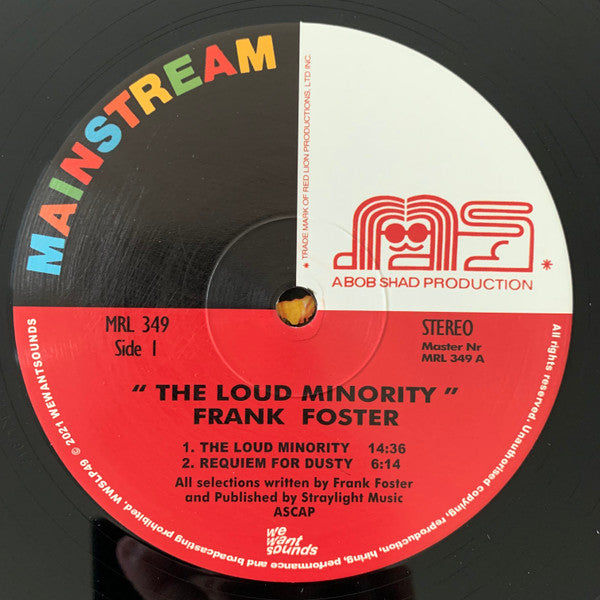 MAINSTREAM
* TRADE MARK OF RED LION PRODUCTIONS, LTD INC.
ms
*
A BOB SHAD PRODUCTION
MRL 349
Side 1
STEREO
Master Nr
MRL 349 A
" THE LOUD MINORITY "
FRANK FOSTER
1. THE LOUD MINORITY 14:36
2. REQUIEM FOR DUSTY 6:14
All selections written by Frank Foster
and Published by Straylight Music
ASCAP
we
want
sounds
All rights reserved. Unauthorised copying, reproduction, hiring, performance and broadcasting prohibited. WWSLP49 © 2021 WEWANTSOUNDS